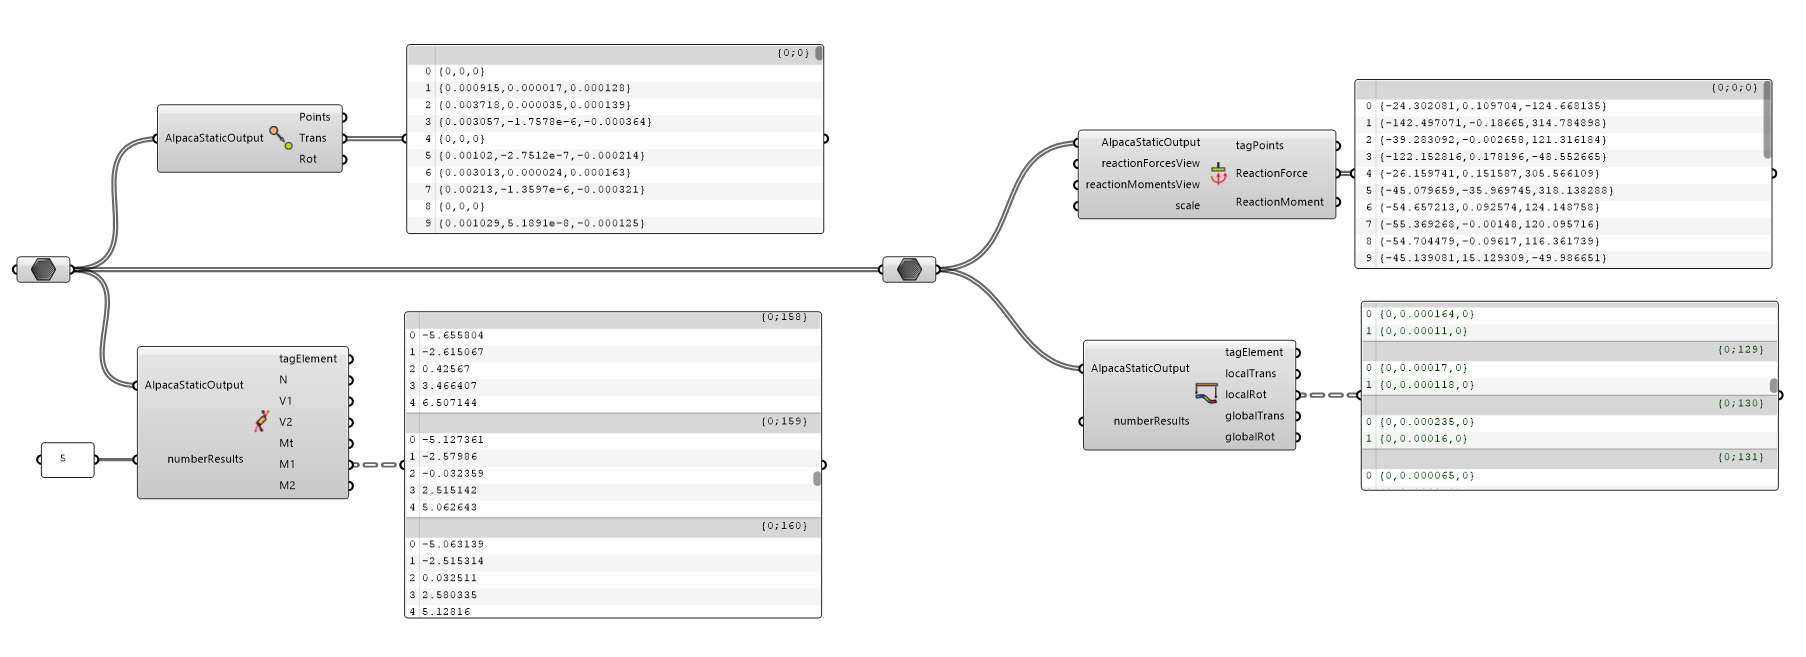 Points
AlpacaStaticOutput
Trans
Rot
{0;0}
0 {0,0,0}
1 {0.000915,0.000017,0.000128}
2 {0.003718,0.000035,0.000139}
3 {0.003057,-1.7578e-6,-0.000364}
4 {0,0,0}
5 {0.00102,-2.7512e-7,-0.000214}
6 {0.003013,0.000024,0.000163}
7 {0.00213,-1.3597e-6,-0.000321}
8 {0,0,0}
9 {0.001029,5.1891e-8,-0.000125}
tagElement
AlpacaStaticOutput
N
V1
V2
Mt
numberResults
M1
M2
5
{0;158}
0 -5.655804
1 -2.615067
2 0.42567
3 3.466407
4 6.507144
{0;159}
0 -5.127361
1 -2.57986
2 -0.032359
3 2.515142
4 5.062643
{0;160}
0 -5.063139
1 -2.515314
2 0.032511
3 2.580335
4 5.12816
AlpacaStaticOutput
reactionForcesView
reactionMomentsView
scale
tagPoints
ReactionForce
ReactionMoment
{0;0;0}
0 {-24.302081,0.109704,-124.668135}
1 {-142.497071,-0.18665,314.784898}
2 {-39.283092,-0.002658,121.316184}
3 {-122.152816,0.178196,-48.552665}
4 {-26.159741,0.151587,305.566109}
5 {-45.079659,-35.969745,318.138288}
6 {-54.657213,0.092574,124.148758}
7 {-55.369268,-0.00148,120.095716}
8 {-54.704479,-0.09617,116.361739}
9 {-45.139081,15.129309,-49.986651}
AlpacaStaticOutput
numberResults
tagElement
localTrans
localRot
globalTrans
globalRot
0 {0,0.000164,0}
1 {0,0.00011,0}
{0;129}
0 {0,0.00017,0}
1 {0,0.000118,0}
{0;130}
0 {0,0.000235,0}
1 {0,0.00016,0}
{0;131}
0 {0,0.000065,0}